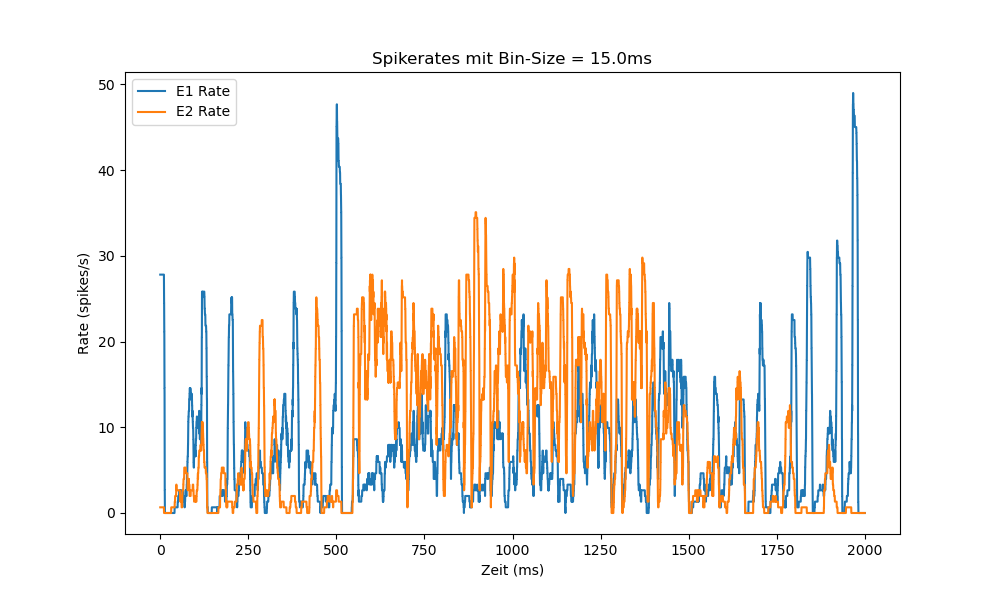 Spikerates mit Bin-Size = 15.0ms
E1 Rate
E2 Rate
Rate (spikes/s)
50
40
30
20
10
0
0 250 500 750 1000 1250 1500 1750 2000
Zeit (ms)